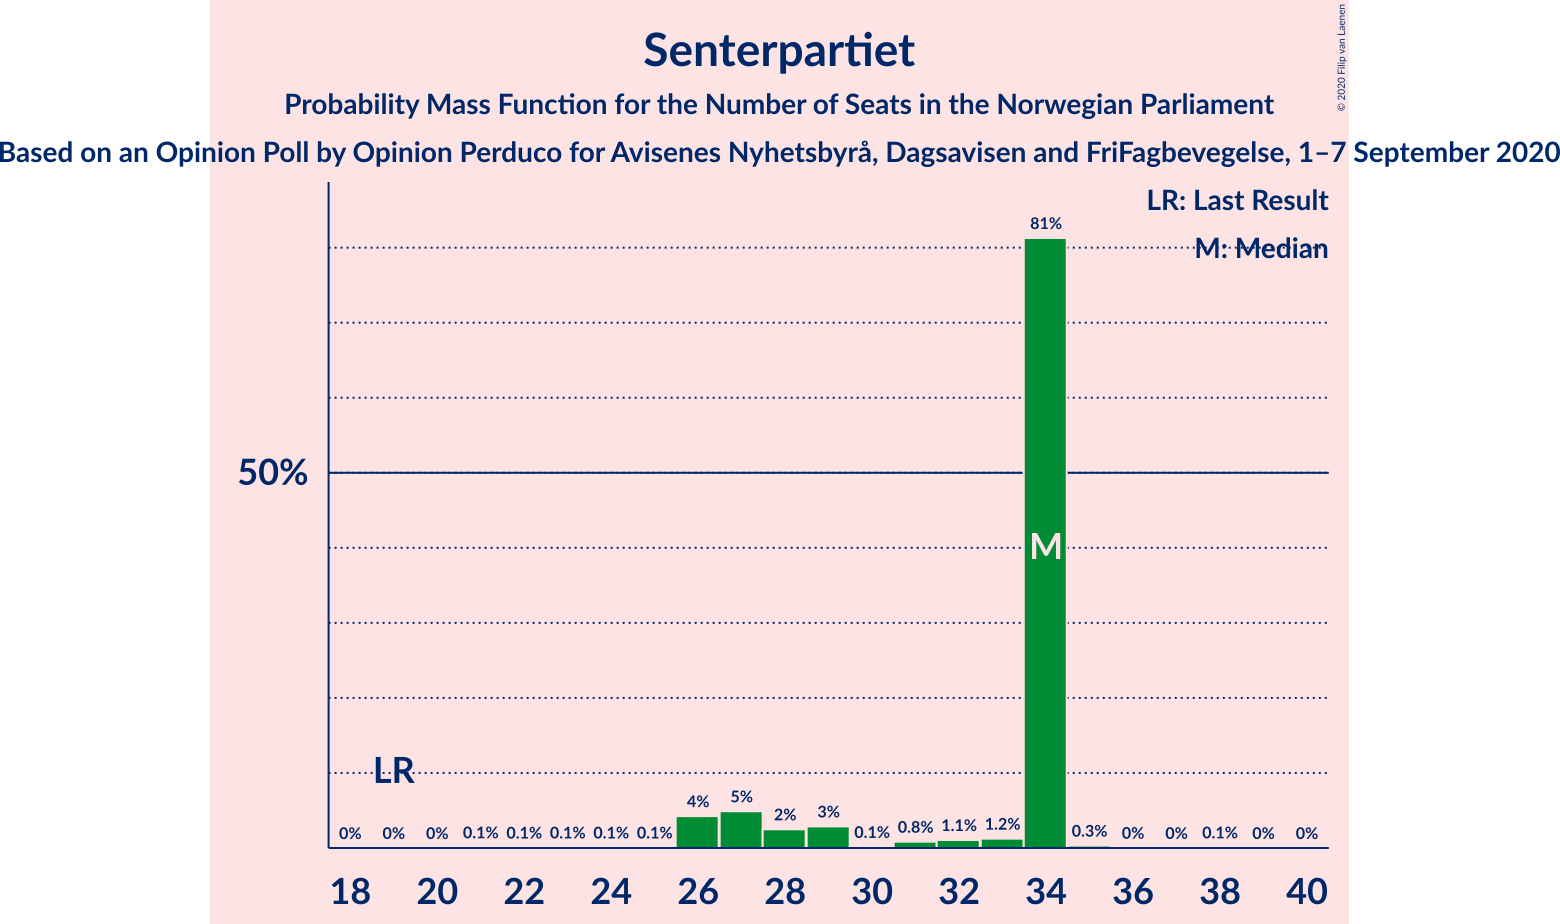 Senterpartiet
Probability Mass Function for the Number of Seats in the Norwegian Parliament
Based on an Opinion Poll by Opinion Perduco for Avisenes Nyhetsbyrå, Dagsavisen and FriFagbevegelse, 1–7 September 2020
© 2020 Filip van Laenen
LR: Last Result
M: Median
81%
50%
M
LR
0% 0% 0% 0.1% 0.1% 0.1% 0.1% 0.1% 4% 5% 2% 3% 0.1% 0.8% 1.1% 1.2% 0.3% 0% 0% 0.1% 0% 0%
18 20 22 24 26 28 30 32 34 36 38 40